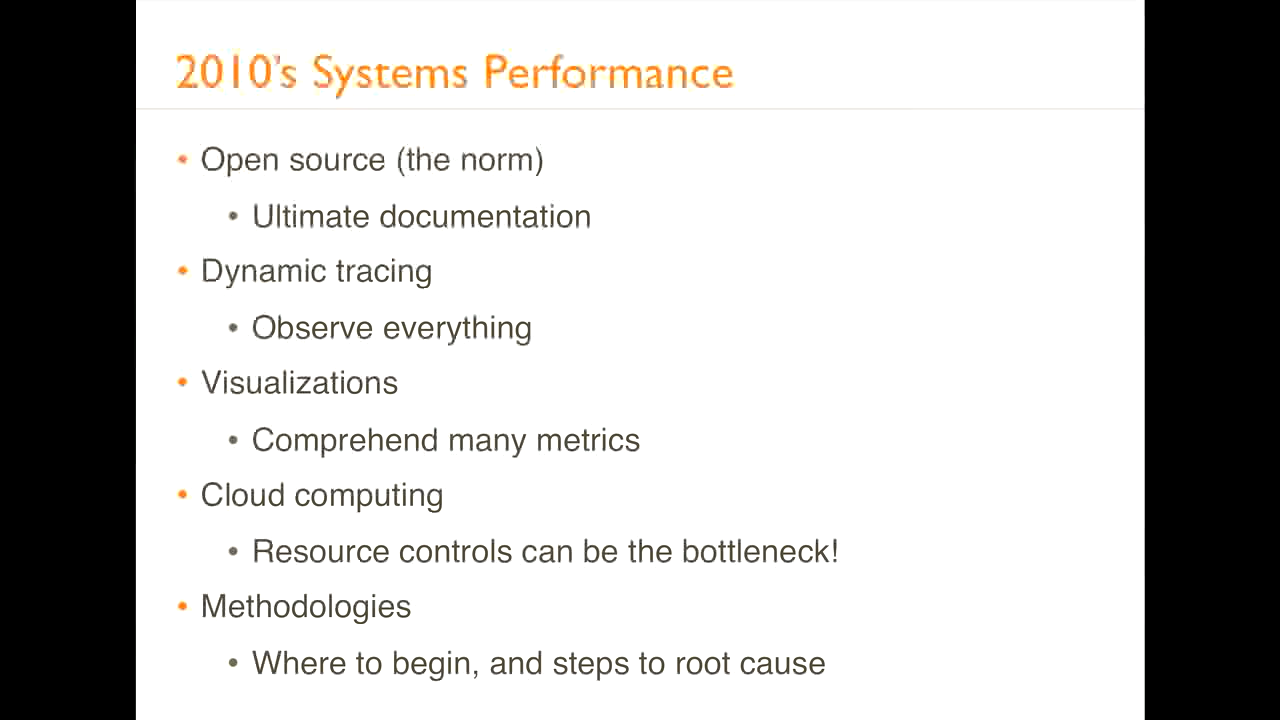 2010's Systems Performance
• Open source (the norm)
• Ultimate documentation
• Dynamic tracing
• Observe everything
• Visualizations
• Comprehend many metrics
• Cloud computing
• Resource controls can be the bottleneck!
• Methodologies
• Where to begin, and steps to root cause